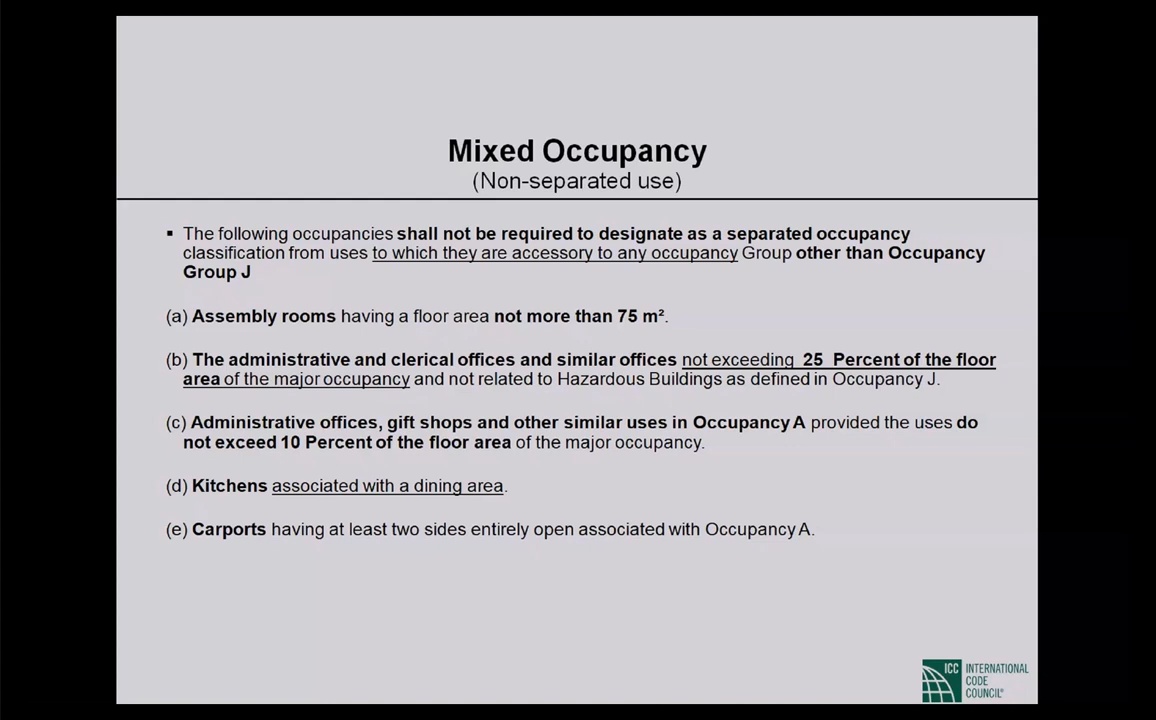 Mixed Occupancy
(Non-separated use)
▪ The following occupancies shall not be required to designate as a separated occupancy
classification from uses to which they are accessory to any occupancy Group other than Occupancy
Group J
(a) Assembly rooms having a floor area not more than 75 m².
(b) The administrative and clerical offices and similar offices not exceeding 25 Percent of the floor
area of the major occupancy and not related to Hazardous Buildings as defined in Occupancy J.
(c) Administrative offices, gift shops and other similar uses in Occupancy A provided the uses do
not exceed 10 Percent of the floor area of the major occupancy.
(d) Kitchens associated with a dining area.
(e) Carports having at least two sides entirely open associated with Occupancy A.
ICC INTERNATIONAL
CODE
COUNCIL®